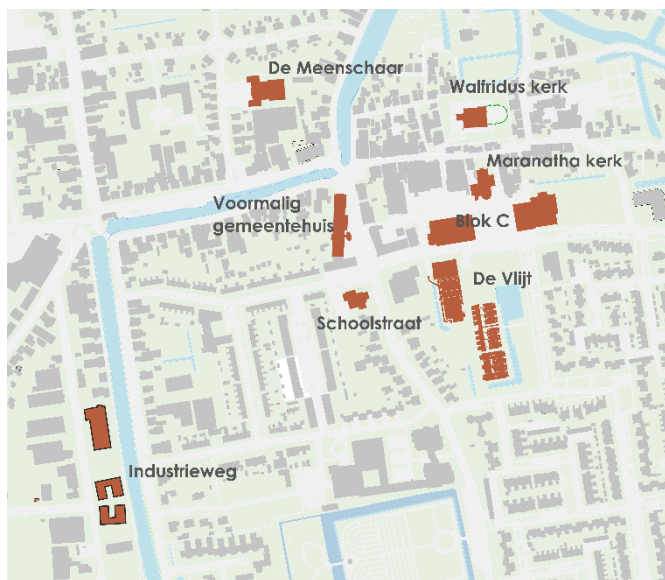 De Meenschaar
Walfridus kerk
Maranatha kerk
Voormalig
gemeentehuis
Blok C
De Vlijt
Schoolstraat
Industrieweg